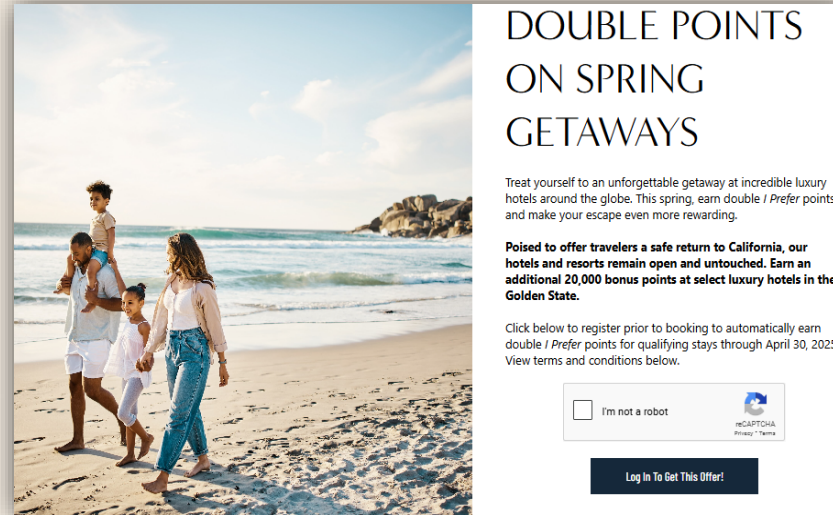 DOUBLE POINTS
ON SPRING
GETAWAYS
Treat yourself to an unforgettable getaway at incredible luxury
hotels around the globe. This spring, earn double I Prefer points
and make your escape even more rewarding.
Poised to offer travelers a safe return to California, our
hotels and resorts remain open and untouched. Earn an
additional 20,000 bonus points at select luxury hotels in the
Golden State.
Click below to register prior to booking to automatically earn
double I Prefer points for qualifying stays through April 30, 2025
View terms and conditions below.
I'm not a robot
reCAPTCHA
Privacy - Terms
Log In To Get This Offer!